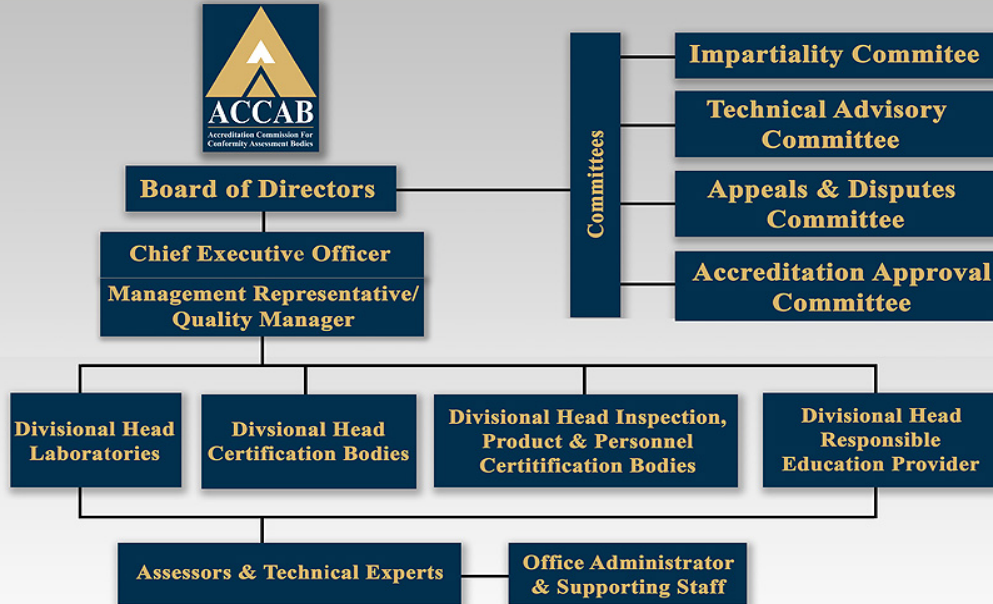 ACCAB
Accreditation Commission For
Conformity Assessment Bodies
Board of Directors
Chief Executive Officer
Management Representative/
Quality Manager
Committees
Impartiality Commitee
Technical Advisory
Committee
Appeals & Disputes
Committee
Accreditation Approval
Committee
Divisional Head
Laboratories
Divsional Head
Certification Bodies
Divisional Head Inspection,
Product & Personnel
Certitification Bodies
Divisional Head
Responsible
Education Provider
Assessors & Technical Experts
Office Administrator
& Supporting Staff